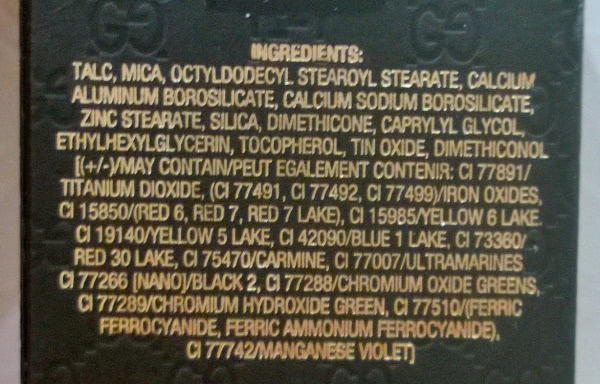 INGREDIENTS:
TALC, MICA, OCTYLDODECYL STEAROYL STEARATE, CALCIUM
ALUMINUM BOROSILICATE, CALCIUM SODIUM BOROSILICATE,
ZINC STEARATE, SILICA, DIMETHICONE, CAPRYLYL GLYCOL,
ETHYLHEXYLGLYCERIN, TOCOPHEROL, TIN OXIDE, DIMETHICONOL
[(+/-)/MAY CONTAIN/PEUT EGALEMENT CONTENIR: CI 77891/
TITANIUM DIOXIDE, (CI 77491, CI 77492, CI 77499)/IRON OXIDES,
CI 15850/(RED 6, RED 7, RED 7 LAKE), CI 15985/YELLOW 6 LAKE
CI 19140/YELLOW 5 LAKE, CI 42090/BLUE 1 LAKE, CI 73360/
RED 30 LAKE, CI 75470/CARMINE, CI 77007/ULTRAMARINES
CI 77266 [NANO]/BLACK 2, CI 77288/CHROMIUM OXIDE GREENS,
CI 77289/CHROMIUM HYDROXIDE GREEN, CI 77510/(FERRIC
FERROCYANIDE, FERRIC AMMONIUM FERROCYANIDE),
CI 77742/MANGANESE VIOLET]